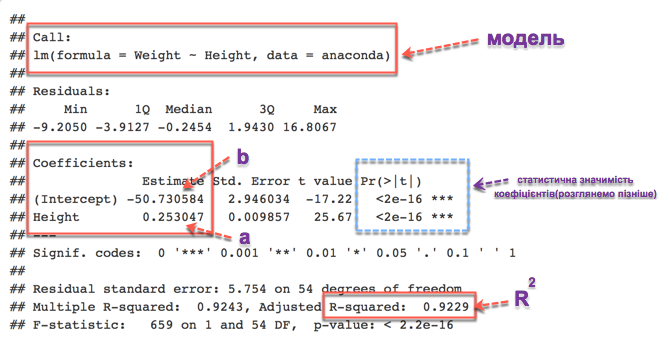 ##
## Call:
## lm(formula = Weight ~ Height, data = anaconda)
модель
##
## Residuals:
## Min 1Q Median 3Q Max
## -9.2050 -3.9127 -0.2454 1.9430 16.8067
##
## Coefficients:
b
## Estimate Std. Error t value Pr(>|t|)
статистична значимість
коефіцієнтів(розглянемо пізніше)
## (Intercept) -50.730584 2.946034 -17.22 <2e-16 ***
## Height 0.253047 0.009857 25.67 <2e-16 ***
a
## ---
## Signif. codes: 0 '***' 0.001 '**' 0.01 '*' 0.05 '.' 0.1 ' ' 1
##
## Residual standard error: 5.754 on 54 degrees of freedom
## Multiple R-squared: 0.9243, Adjusted R-squared: 0.9229
R²
## F-statistic: 659 on 1 and 54 DF, p-value: < 2.2e-16